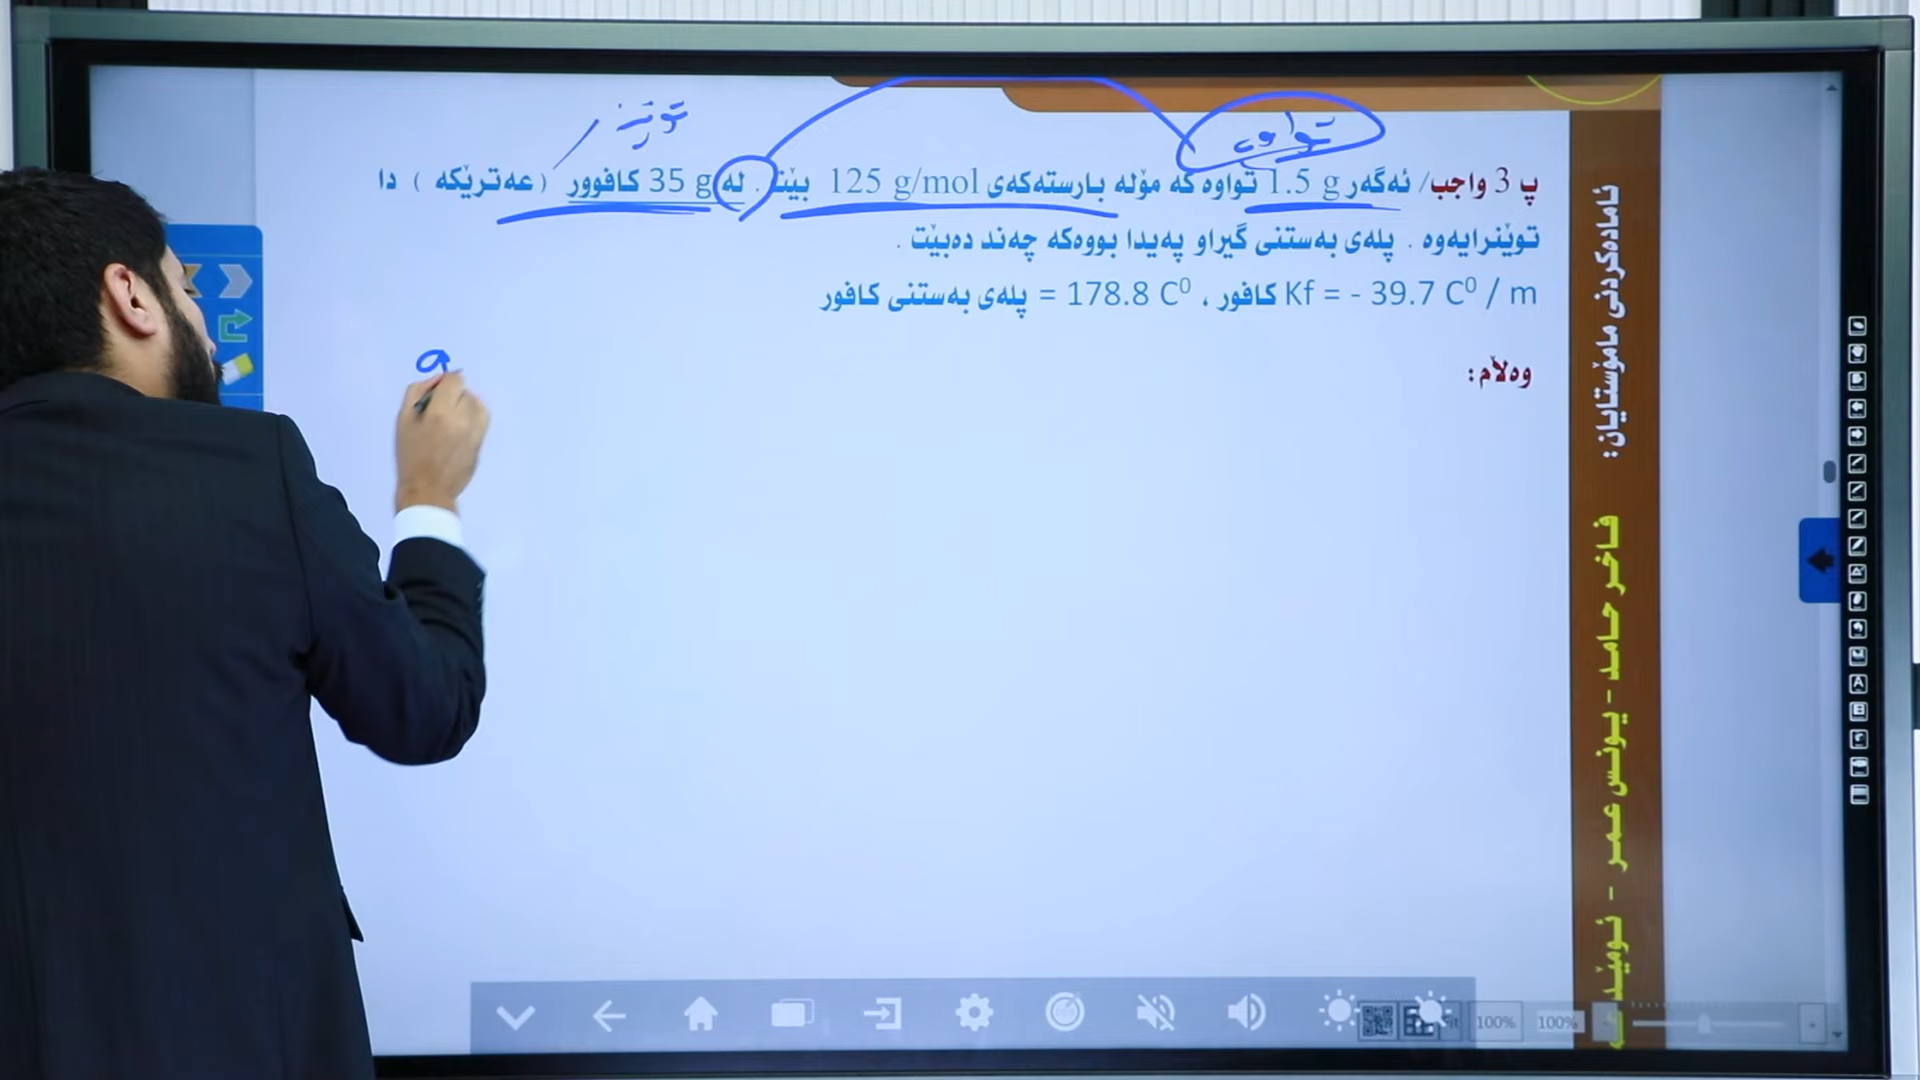 تواوە
توێنەر
پ 3 واجب/ ئەگەر 1.5 g تواوە کە مۆلە بارستەکەی 125 g/mol بێت . لە 35 g کافوور ( عەترێکە ) دا
توێنرایەوە . پلەی بەستنی گیراو پەیدا بووەکە چەند دەبێت .
Kf = - 39.7 C⁰ / m کافور ، 178.8 C⁰ = پلەی بەستنی کافور
وەڵام :
ئامادەکردنی مامۆستایان:
فاخر حامد - یونس عمر - ئومێد
100%
100%